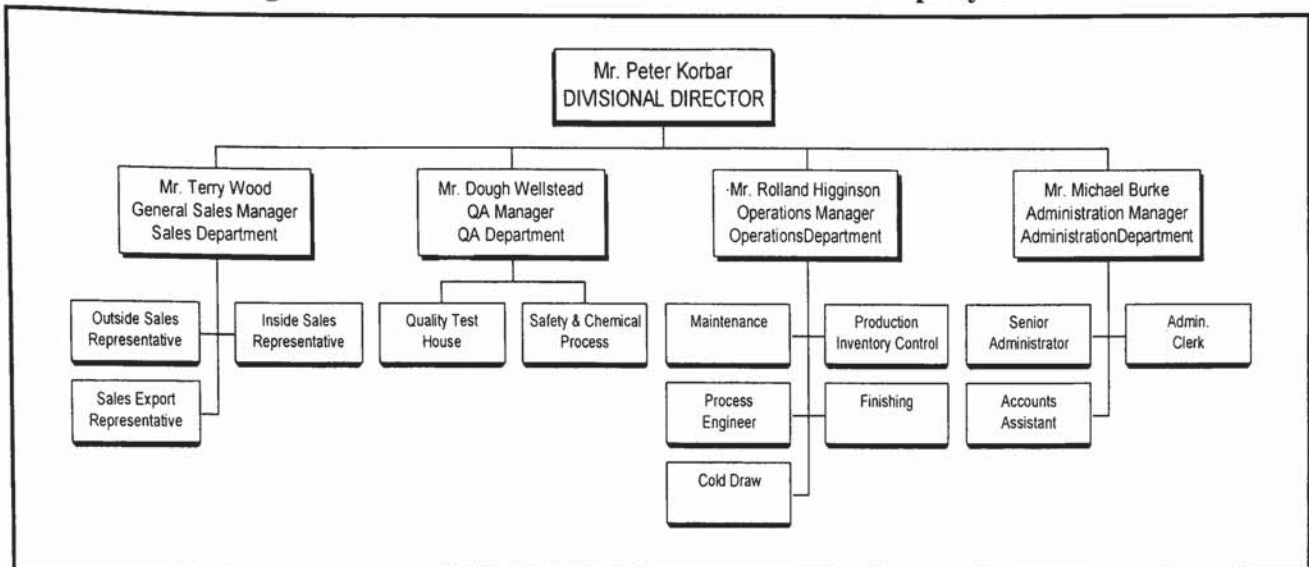 Mr. Peter Korbar
DIVISIONAL DIRECTOR
Mr. Terry Wood
General Sales Manager
Sales Department
Mr. Dough Wellstead
QA Manager
QA Department
Mr. Rolland Higginson
Operations Manager
OperationsDepartment
Mr. Michael Burke
Administration Manager
AdministrationDepartment
Outside Sales
Representative
Inside Sales
Representative
Sales Export
Representative
Quality Test
House
Safety & Chemical
Process
Maintenance
Production
Inventory Control
Process
Engineer
Finishing
Cold Draw
Senior
Administrator
Admin.
Clerk
Accounts
Assistant